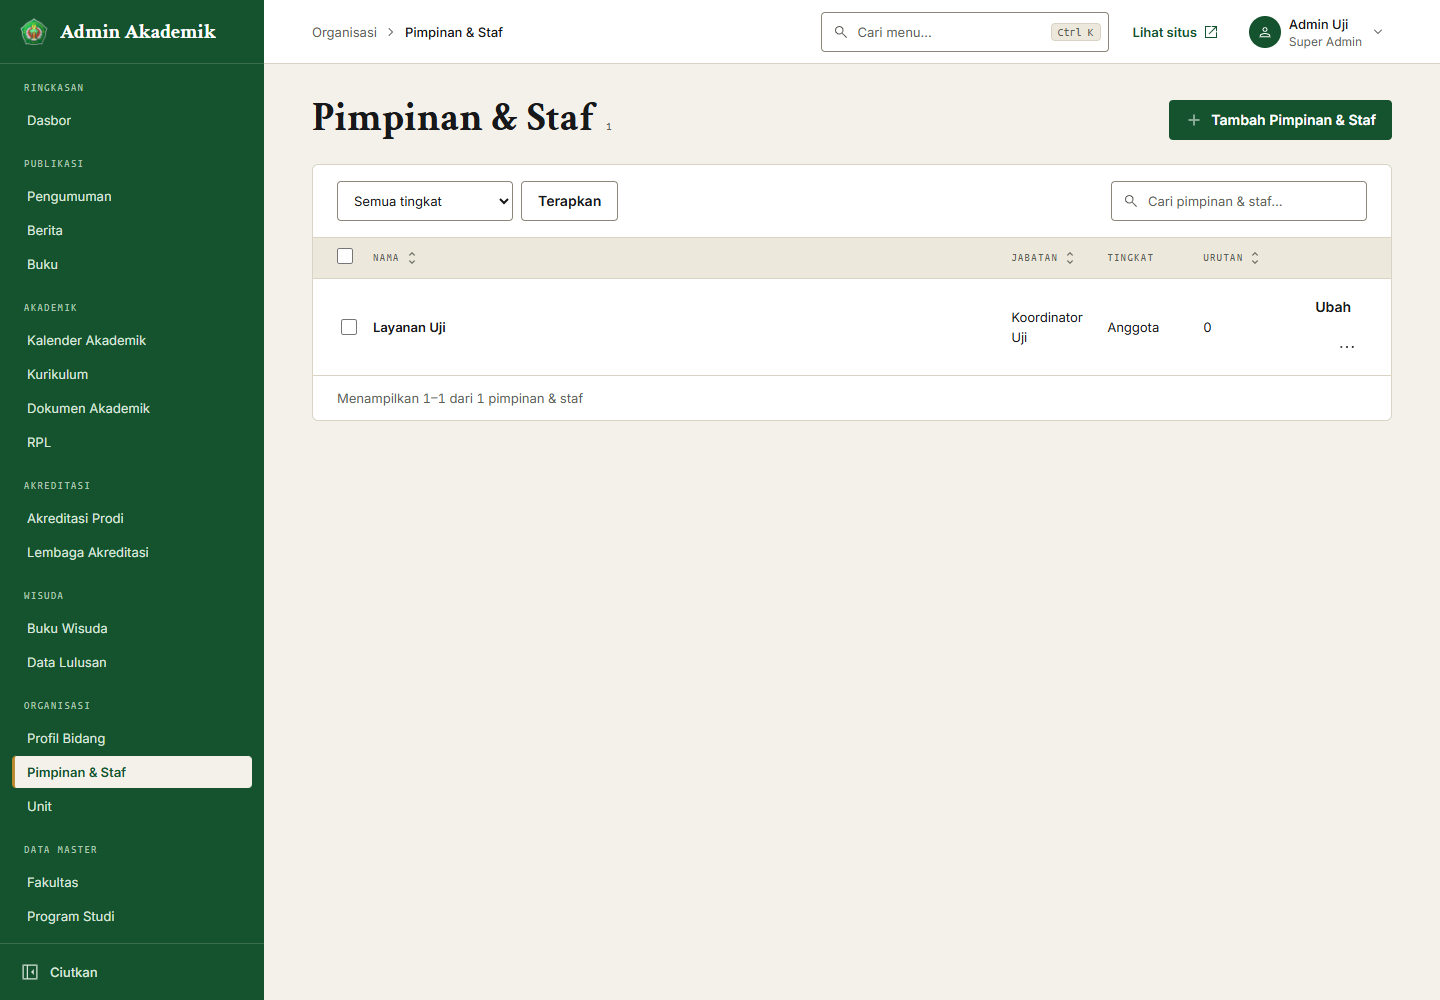 Admin Akademik
RINGKASAN
Dasbor
PUBLIKASI
Pengumuman
Berita
Buku
AKADEMIK
Kalender Akademik
Kurikulum
Dokumen Akademik
RPL
AKREDITASI
Akreditasi Prodi
Lembaga Akreditasi
WISUDA
Buku Wisuda
Data Lulusan
ORGANISASI
Profil Bidang
Pimpinan & Staf
Unit
DATA MASTER
Fakultas
Program Studi
Ciutkan
Organisasi Pimpinan & Staf
Cari menu... Ctrl K
Lihat situs
Admin Uji
Super Admin
Pimpinan & Staf 1
Tambah Pimpinan & Staf
Semua tingkat Terapkan Cari pimpinan & staf...
NAMA JABATAN TINGKAT URUTAN
Layanan Uji Koordinator Uji Anggota 0 Ubah
...
Menampilkan 1–1 dari 1 pimpinan & staf